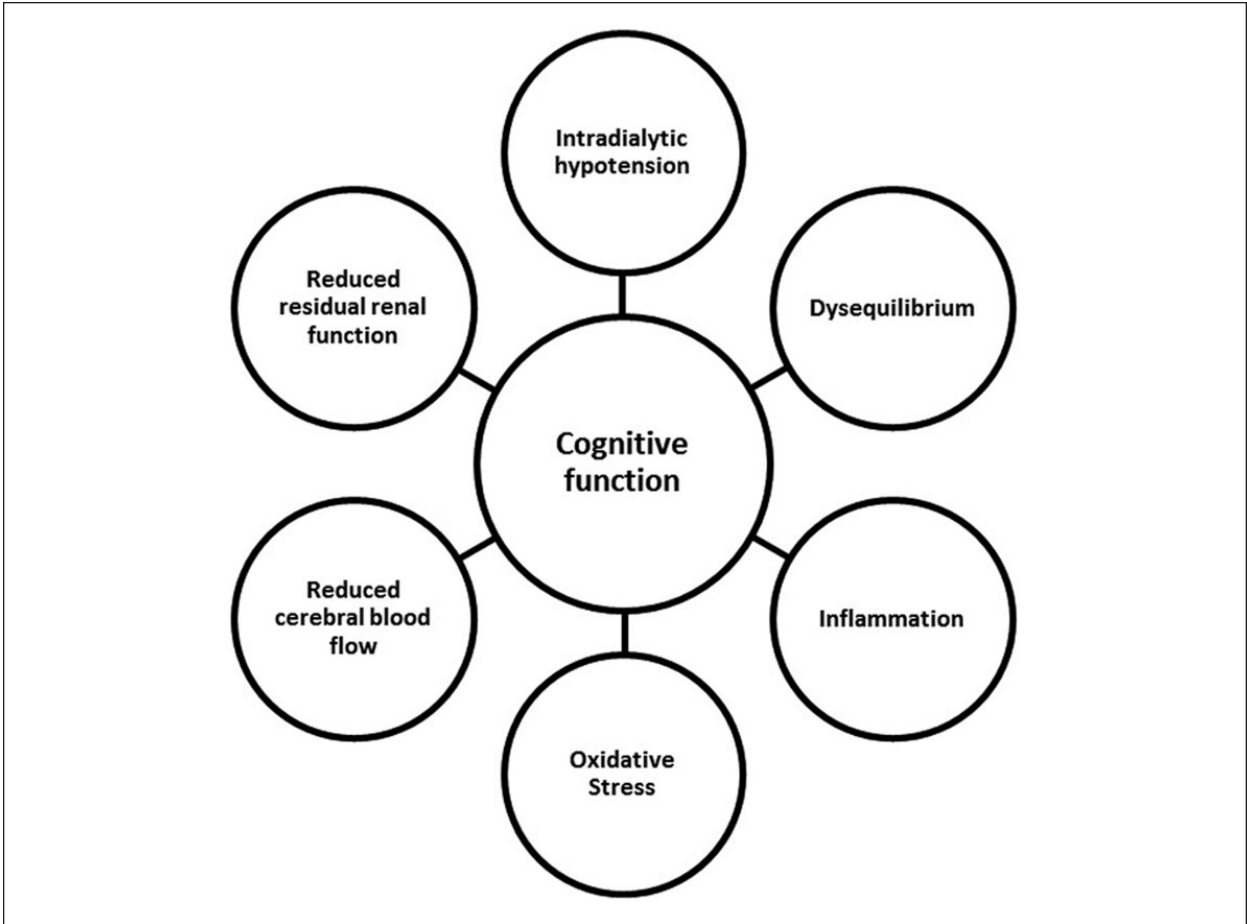 Intradialytic
hypotension
Reduced
residual renal
function
Dysequilibrium
Cognitive
function
Reduced
cerebral blood
flow
Inflammation
Oxidative
Stress